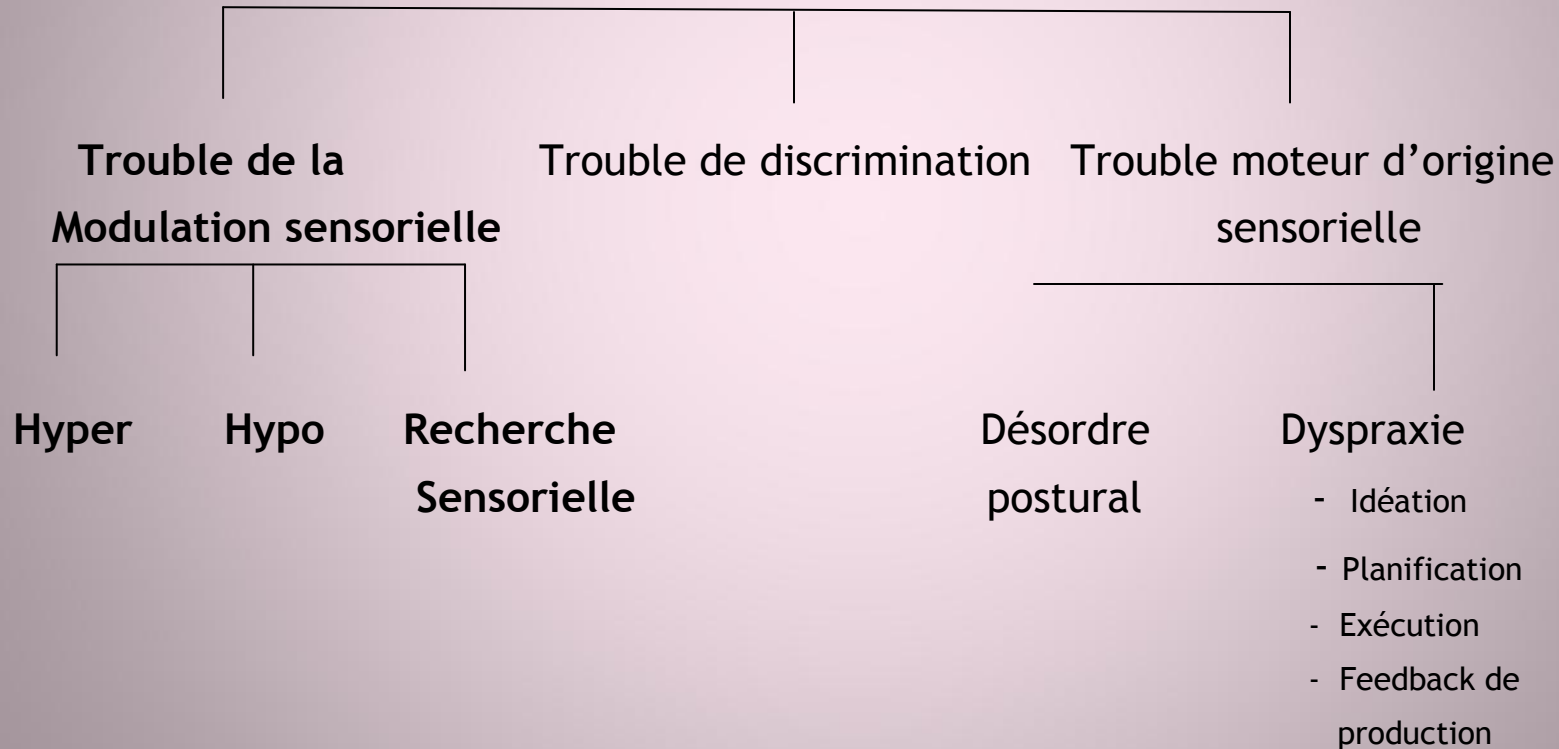 Trouble de la
Modulation sensorielle
Trouble de discrimination
Trouble moteur d’origine
sensorielle
Hyper
Hypo
Recherche
Sensorielle
Désordre
postural
Dyspraxie
- Idéation
- Planification
- Exécution
- Feedback de
production